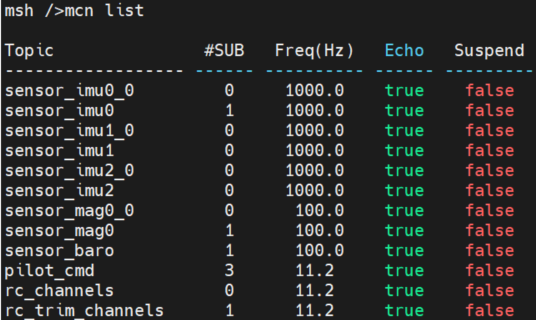 msh />mcn list
Topic #SUB Freq(Hz) Echo Suspend
------------------ ------ ---------- ------ ---------
sensor_imu0_0 0 1000.0 true false
sensor_imu0 1 1000.0 true false
sensor_imu1_0 0 1000.0 true false
sensor_imu1 0 1000.0 true false
sensor_imu2_0 0 1000.0 true false
sensor_imu2 0 1000.0 true false
sensor_mag0_0 0 100.0 true false
sensor_mag0 1 100.0 true false
sensor_baro 1 100.0 true false
pilot_cmd 3 11.2 true false
rc_channels 0 11.2 true false
rc_trim_channels 1 11.2 true false